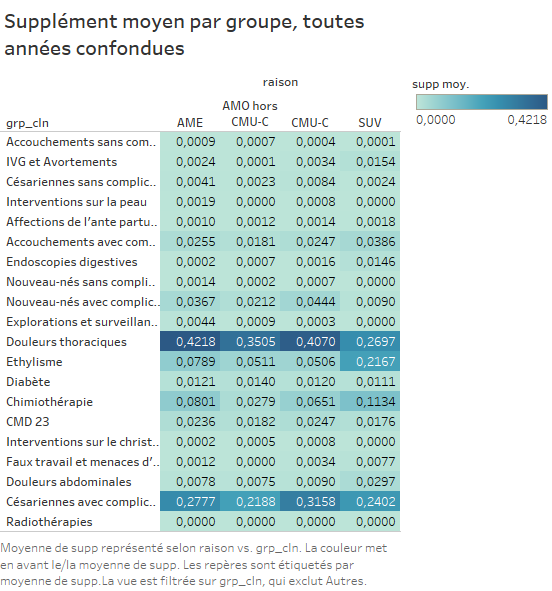 Supplément moyen par groupe, toutes
années confondues
raison
supp moy.
0,0000 0,4218
grp_cln AME AMO hors CMU-C CMU-C SUV
Accouchements sans com.. 0,0009 0,0007 0,0004 0,0001
IVG et Avortements 0,0024 0,0001 0,0034 0,0154
Césariennes sans complic.. 0,0041 0,0023 0,0084 0,0024
Interventions sur la peau 0,0019 0,0000 0,0008 0,0000
Affections de l’ante partu.. 0,0010 0,0012 0,0014 0,0018
Accouchements avec com.. 0,0255 0,0181 0,0247 0,0386
Endoscopies digestives 0,0002 0,0007 0,0016 0,0146
Nouveau-nés sans compli.. 0,0014 0,0002 0,0007 0,0000
Nouveau-nés avec complic.. 0,0367 0,0212 0,0444 0,0090
Explorations et surveillan.. 0,0044 0,0009 0,0003 0,0000
Douleurs thoraciques 0,4218 0,3505 0,4070 0,2697
Ethylisme 0,0789 0,0511 0,0506 0,2167
Diabète 0,0121 0,0140 0,0120 0,0111
Chimiothérapie 0,0801 0,0279 0,0651 0,1134
CMD 23 0,0236 0,0182 0,0247 0,0176
Interventions sur le christ.. 0,0002 0,0005 0,0008 0,0000
Faux travail et menaces d’.. 0,0012 0,0000 0,0034 0,0077
Douleurs abdominales 0,0078 0,0075 0,0090 0,0297
Césariennes avec complic.. 0,2777 0,2188 0,3158 0,2402
Radiothérapies 0,0000 0,0000 0,0000 0,0000
Moyenne de supp représenté selon raison vs. grp_cln. La couleur met
en avant le/la moyenne de supp. Les repères sont étiquetés par
moyenne de supp.La vue est filtrée sur grp_cln, qui exclut Autres.